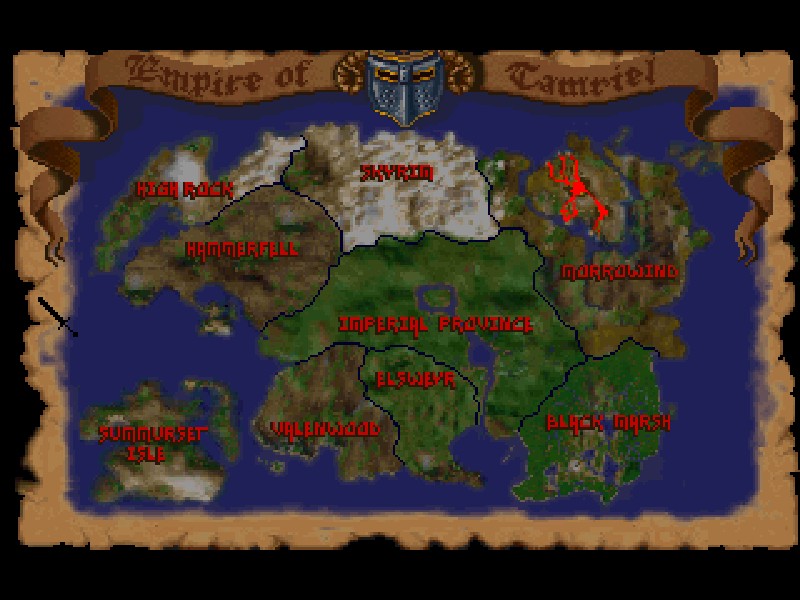 Empire of Tamriel
SKYRIM
HIGH ROCK
HAMMERFELL
MORROWIND
IMPERIAL PROVINCE
ELSWEYR
BLACK MARSH
VALENWOOD
SUMMURSET
ISLE